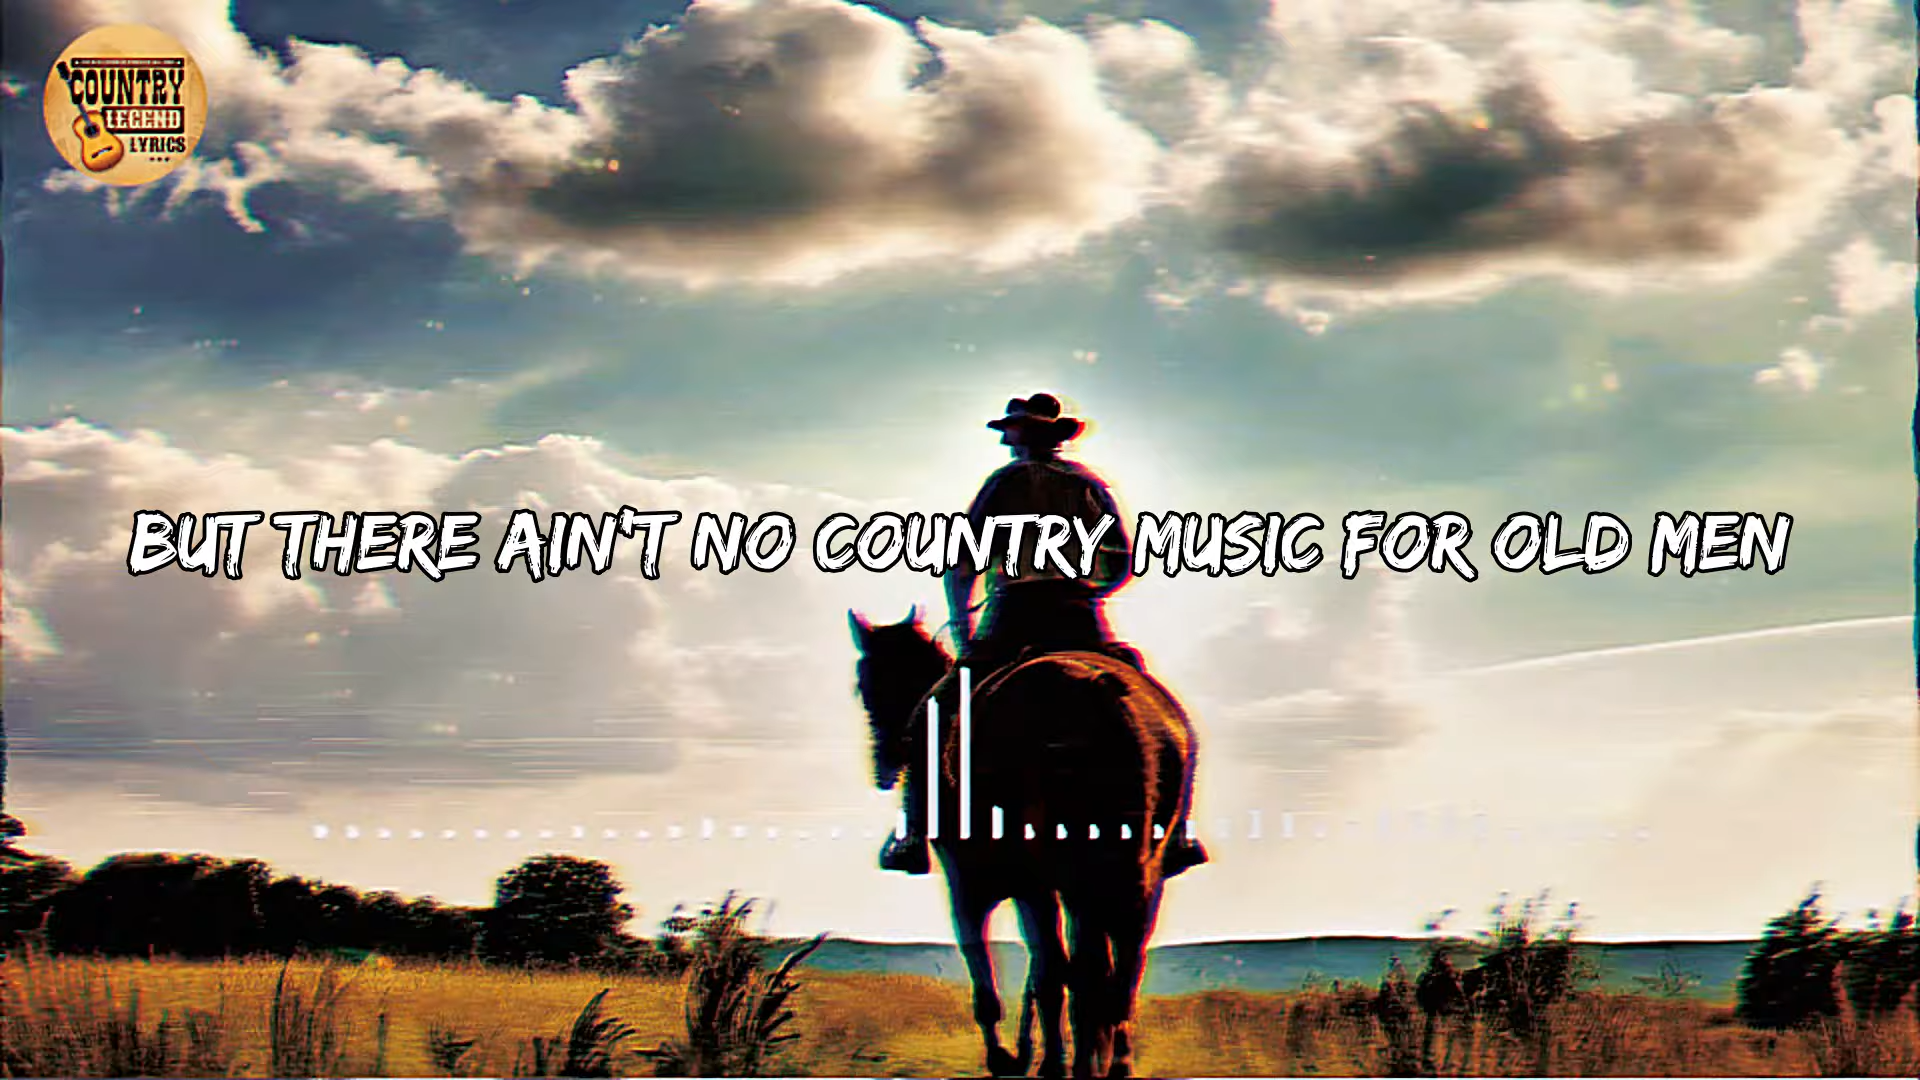 COUNTRY
LEGEND
LYRICS
BUT THERE AIN'T NO COUNTRY MUSIC FOR OLD MEN